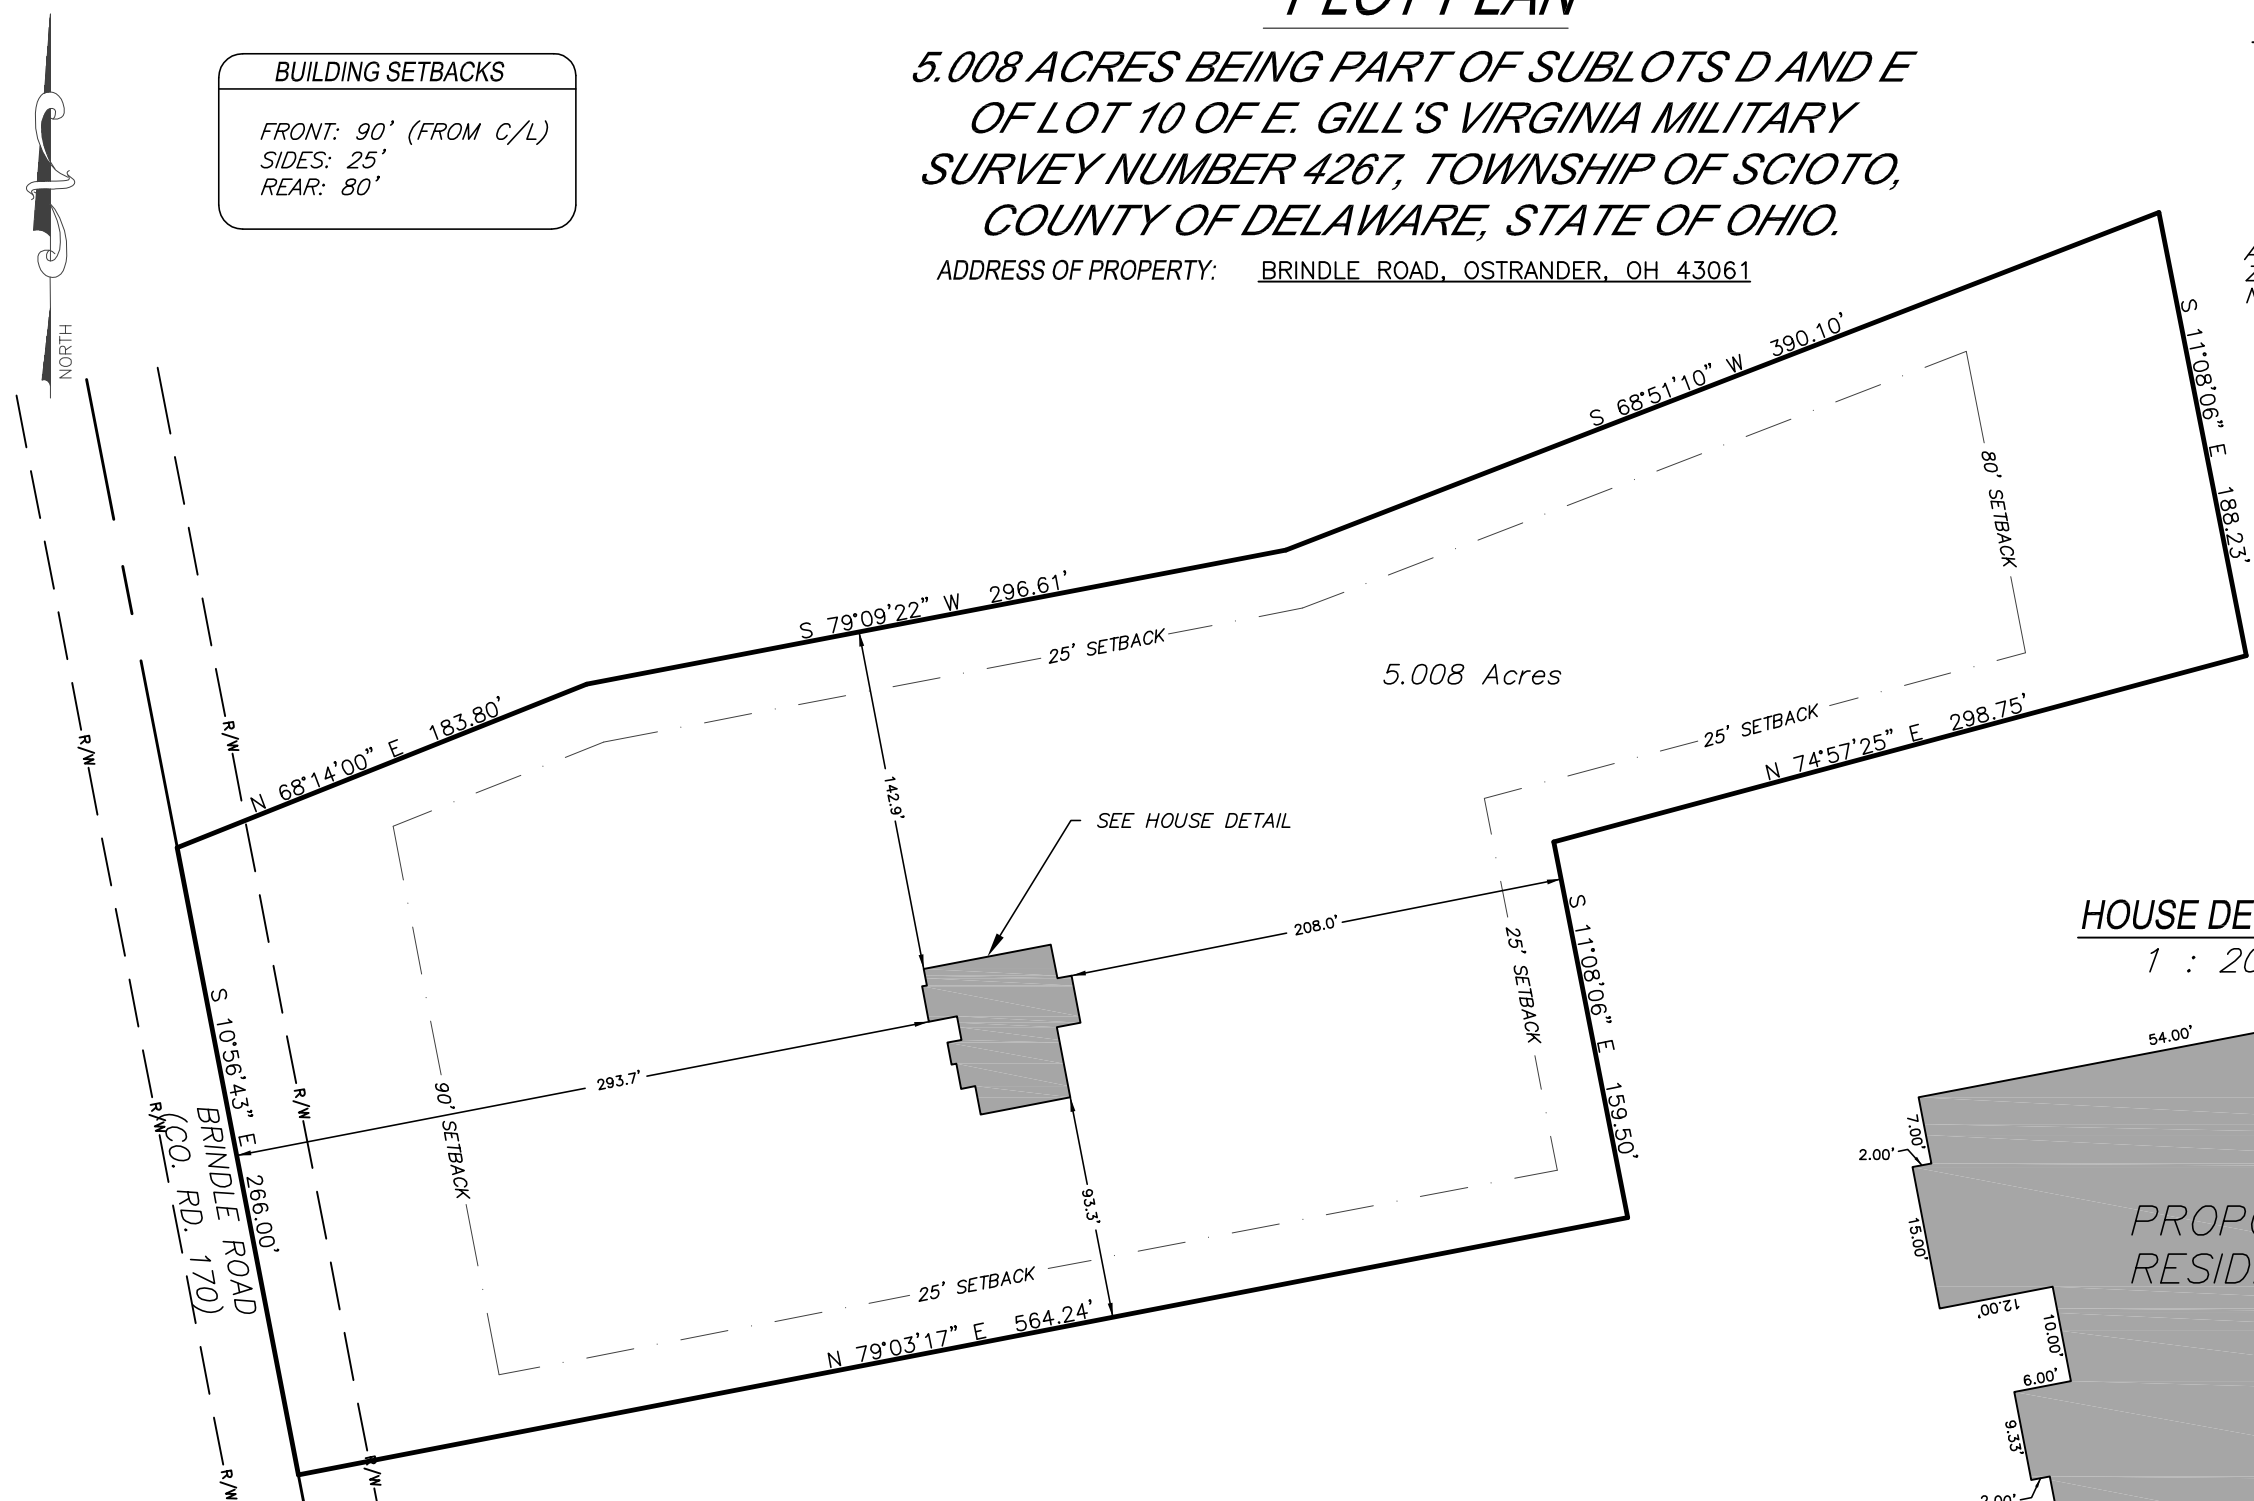 PLOT PLAN
5.008 ACRES BEING PART OF SUBLOTS D AND E
OF LOT 10 OF E. GILL'S VIRGINIA MILITARY
SURVEY NUMBER 4267, TOWNSHIP OF SCIOTO,
COUNTY OF DELAWARE, STATE OF OHIO.
ADDRESS OF PROPERTY: BRINDLE ROAD, OSTRANDER, OH 43061
BUILDING SETBACKS
FRONT: 90' (FROM C/L)
SIDES: 25'
REAR: 80'
NORTH
S 68°51'10" W 390.10'
S 11°08'06" E 188.23'
80' SETBACK
S 79°09'22" W 296.61'
25' SETBACK
5.008 Acres
N 68°14'00" E 183.80'
R/W
R/W
25' SETBACK
N 74°57'25" E 298.75'
142.9'
SEE HOUSE DETAIL
208.0'
S 11°08'06" E 159.50'
25' SETBACK
293.7'
S 10°56'43" E 266.00'
90' SETBACK
R/W
R/W
BRINDLE ROAD
(CO. RD. 170)
93.3'
25' SETBACK
N 79°03'17" E 564.24'
R/W
R/W
HOUSE DE
1 : 20
54.00'
7.00'
2.00'
15.00'
PROPO
RESID
12.00'
10.00'
6.00'
9.33'
2.00'